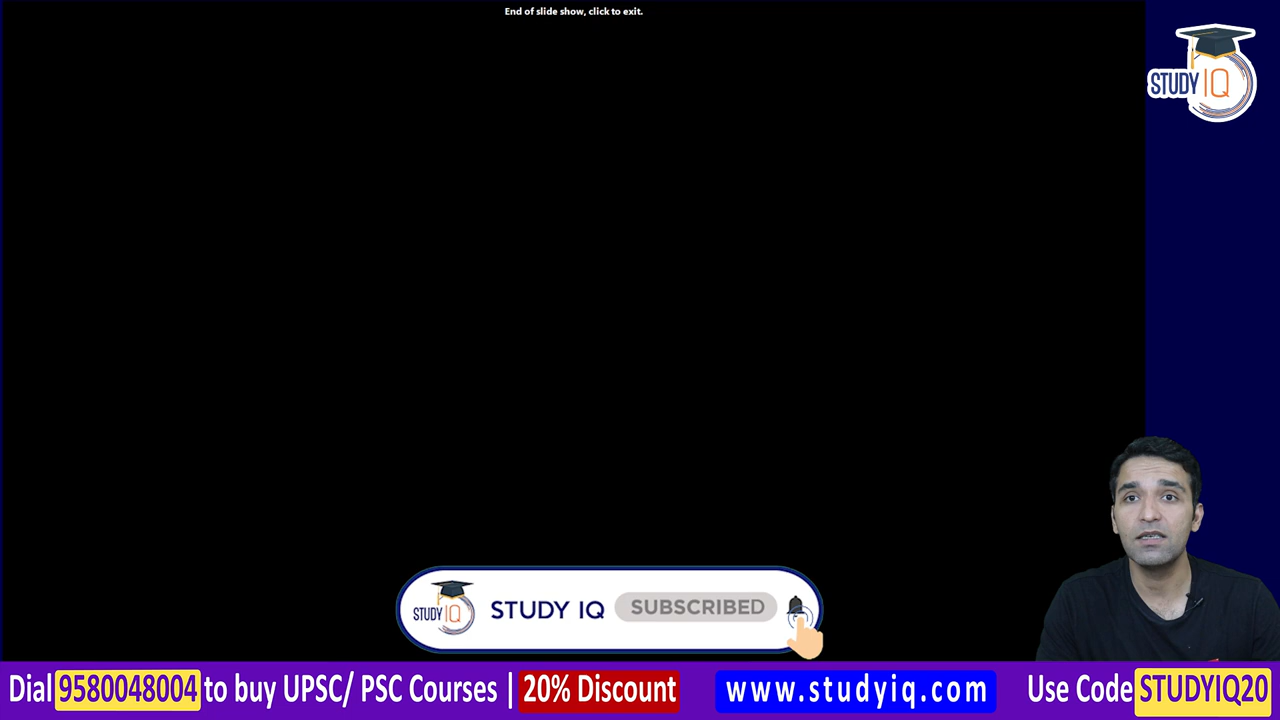 End of slide show, click to exit.
STUDY IQ
STUDY IQ
STUDY IQ SUBSCRIBED
Dial 9580048004 to buy UPSC/ PSC Courses | 20% Discount www.studyiq.com Use Code STUDYIQ20